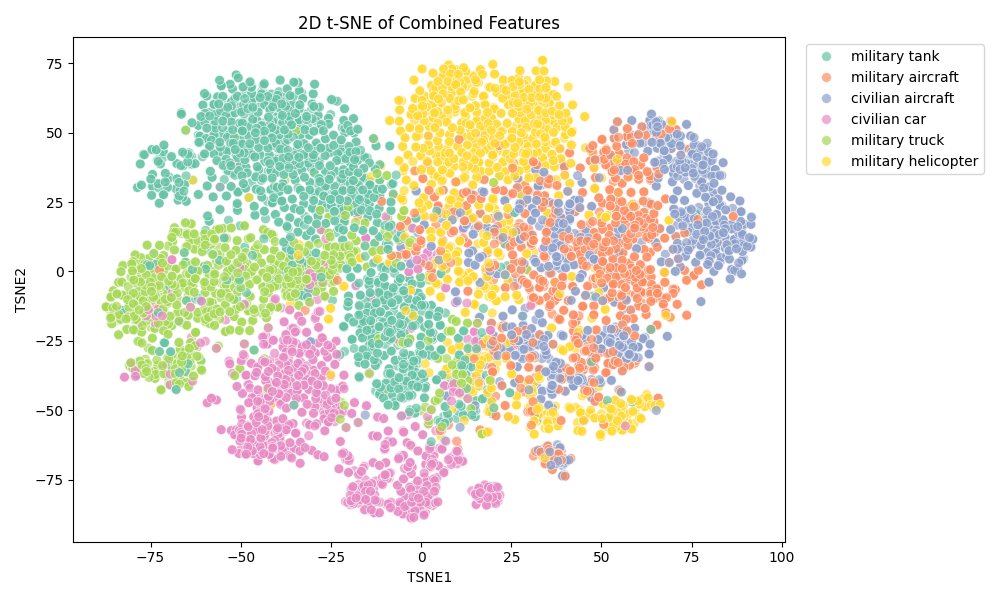 2D t-SNE of Combined Features
military tank
military aircraft
civilian aircraft
civilian car
military truck
military helicopter
TSNE2
75
50
25
0
−25
−50
−75
−75
−50
−25
0
25
50
75
100
TSNE1